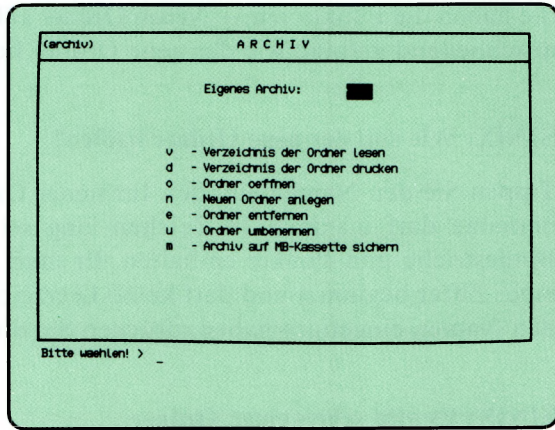 (archiv) ARCHIV
Eigenes Archiv:
v - Verzeichnis der Ordner lesen
d - Verzeichnis der Ordner drucken
o - Ordner oeffnen
n - Neuen Ordner anlegen
e - Ordner entfernen
u - Ordner umbenennen
m - Archiv auf MB-Kassette sichern
Bitte waehlen! > _